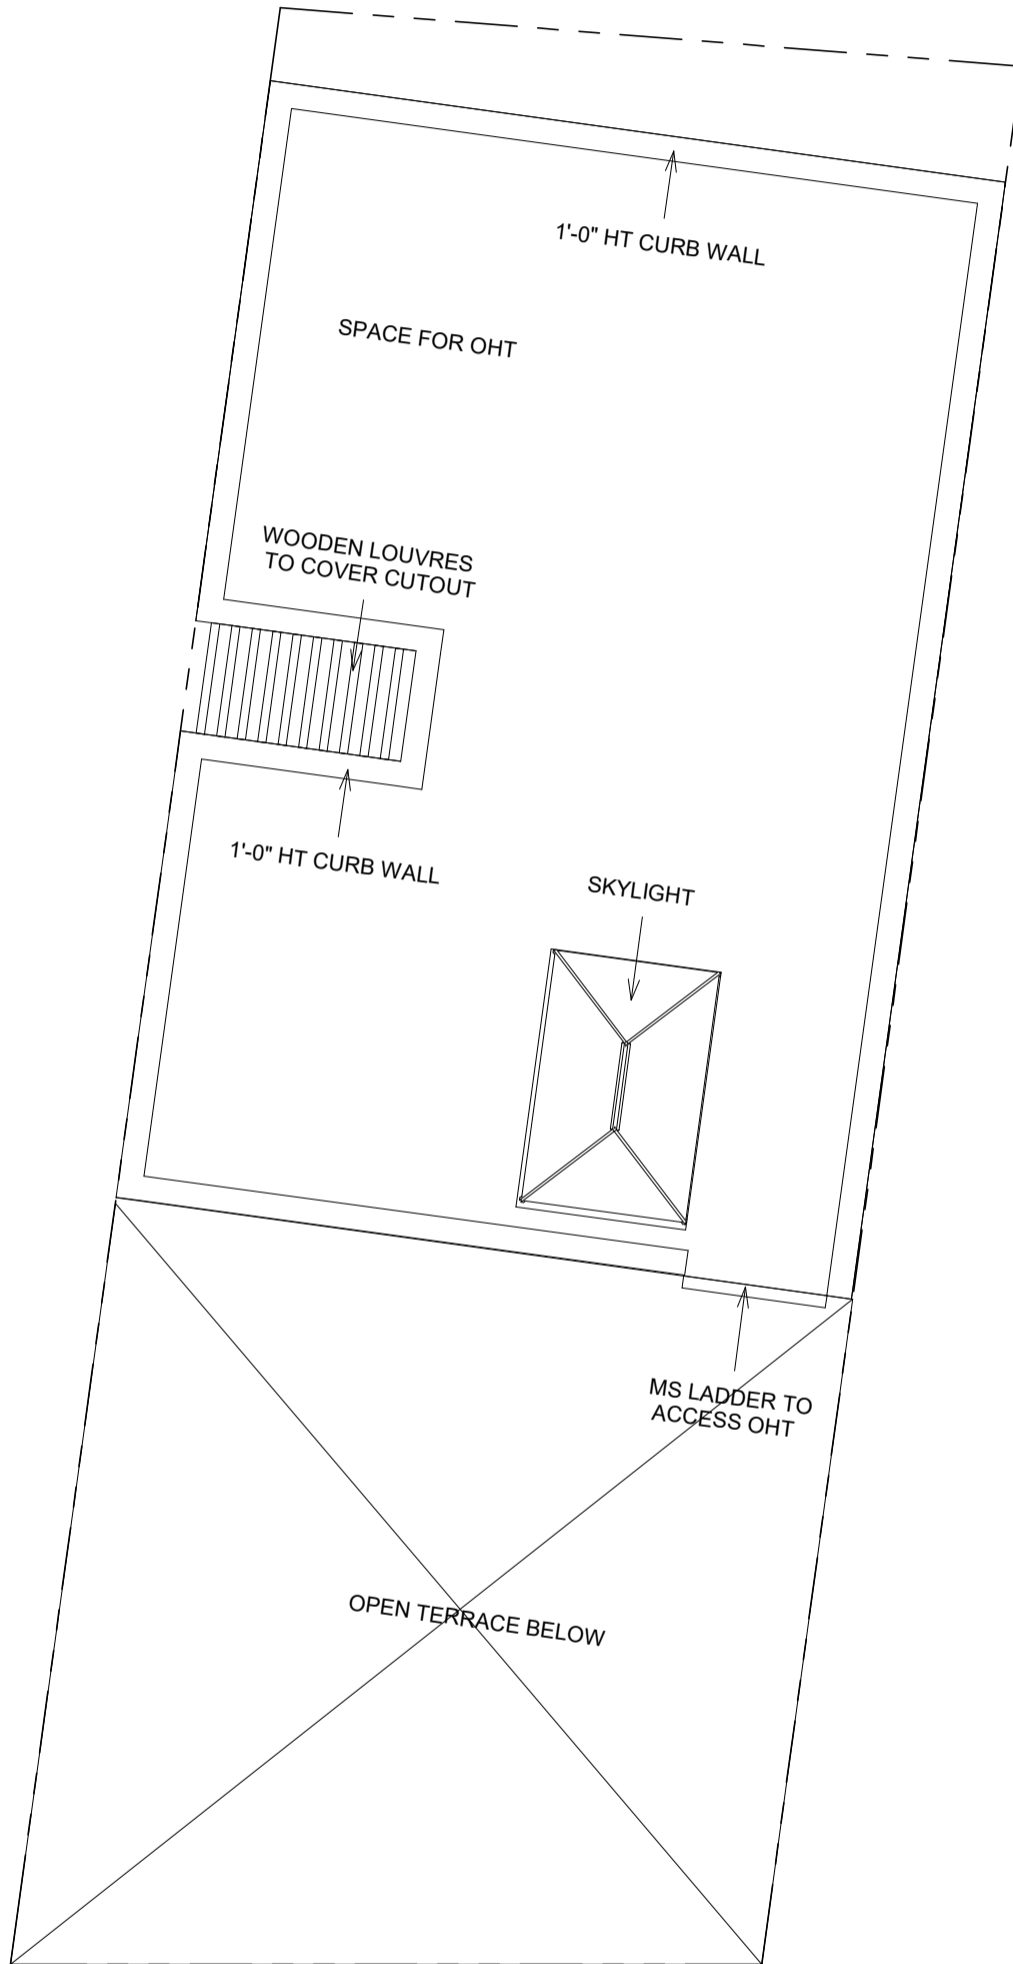 1'-0" HT CURB WALL
SPACE FOR OHT
WOODEN LOUVRES
TO COVER CUTOUT
1'-0" HT CURB WALL
SKYLIGHT
MS LADDER TO
ACCESS OHT
OPEN TERRACE BELOW